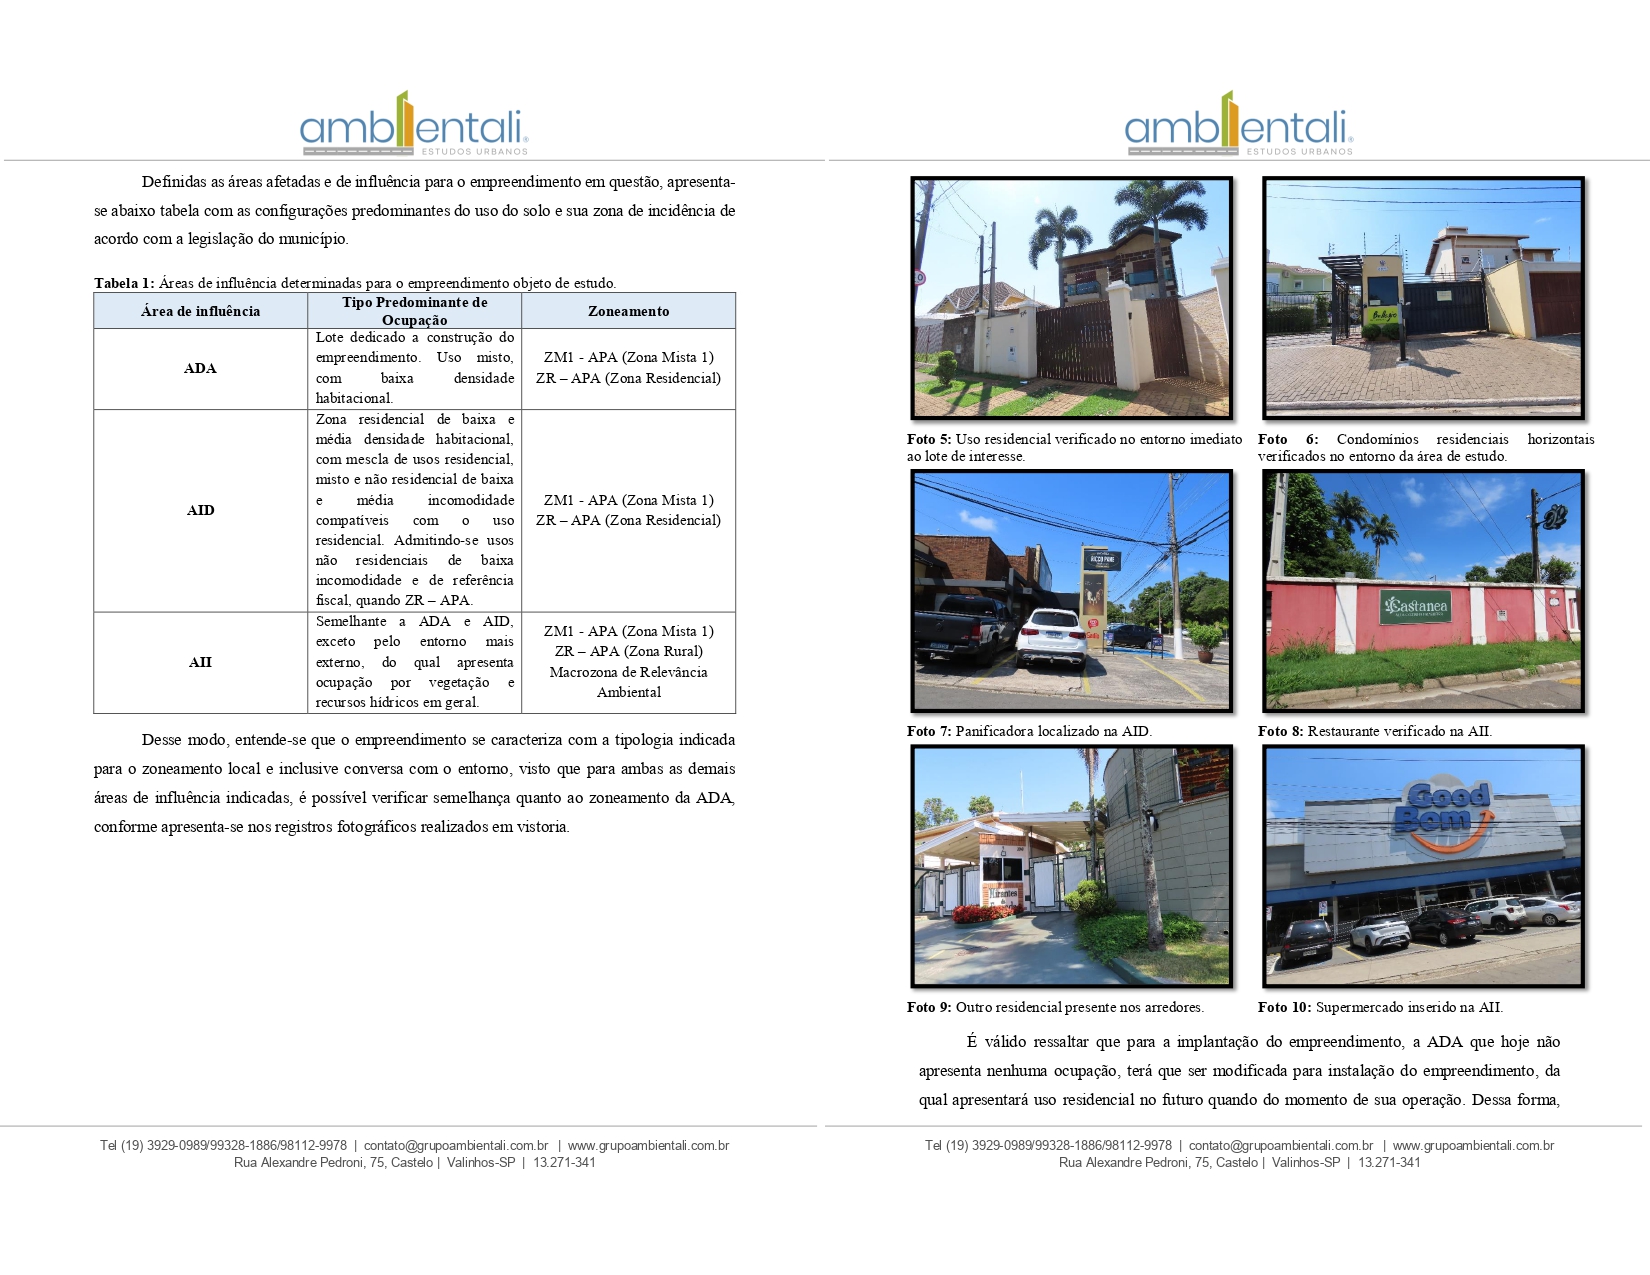 ambientali®
ESTUDOS URBANOS
Definidas as áreas afetadas e de influência para o empreendimento em questão, apresenta-
se abaixo tabela com as configurações predominantes do uso do solo e sua zona de incidência de
acordo com a legislação do município.
Tabela 1: Áreas de influência determinadas para o empreendimento objeto de estudo.
Área de influência
Tipo Predominante de
Ocupação
Zoneamento
ADA
Lote dedicado a construção do
empreendimento. Uso misto,
com baixa densidade
habitacional.
ZM1 - APA (Zona Mista 1)
ZR – APA (Zona Residencial)
AID
Zona residencial de baixa e
média densidade habitacional,
com mescla de usos residencial,
misto e não residencial de baixa
e média incomodidade
compatíveis com o uso
residencial. Admitindo-se usos
não residenciais de baixa
incomodidade e de referência
fiscal, quando ZR – APA.
ZM1 - APA (Zona Mista 1)
ZR – APA (Zona Residencial)
AII
Semelhante a ADA e AID,
exceto pelo entorno mais
externo, do qual apresenta
ocupação por vegetação e
recursos hídricos em geral.
ZM1 - APA (Zona Mista 1)
ZR – APA (Zona Rural)
Macrozona de Relevância
Ambiental
Desse modo, entende-se que o empreendimento se caracteriza com a tipologia indicada
para o zoneamento local e inclusive conversa com o entorno, visto que para ambas as demais
áreas de influência indicadas, é possível verificar semelhança quanto ao zoneamento da ADA,
conforme apresenta-se nos registros fotográficos realizados em vistoria.
Tel (19) 3929-0989/99328-1886/98112-9978 | contato@grupoambientali.com.br | www.grupoambientali.com.br
Rua Alexandre Pedroni, 75, Castelo | Valinhos-SP | 13.271-341
ambientali®
ESTUDOS URBANOS
Foto 5: Uso residencial verificado no entorno imediato
ao lote de interesse.
Foto 6: Condomínios residenciais horizontais
verificados no entorno da área de estudo.
RICCO PANE
Castanea
Foto 7: Panificadora localizado na AID.
Foto 8: Restaurante verificado na AII.
Mirantes
Good
Bom
Foto 9: Outro residencial presente nos arredores.
Foto 10: Supermercado inserido na AII.
É válido ressaltar que para a implantação do empreendimento, a ADA que hoje não
apresenta nenhuma ocupação, terá que ser modificada para instalação do empreendimento, da
qual apresentará uso residencial no futuro quando do momento de sua operação. Dessa forma,
Tel (19) 3929-0989/99328-1886/98112-9978 | contato@grupoambientali.com.br | www.grupoambientali.com.br
Rua Alexandre Pedroni, 75, Castelo | Valinhos-SP | 13.271-341